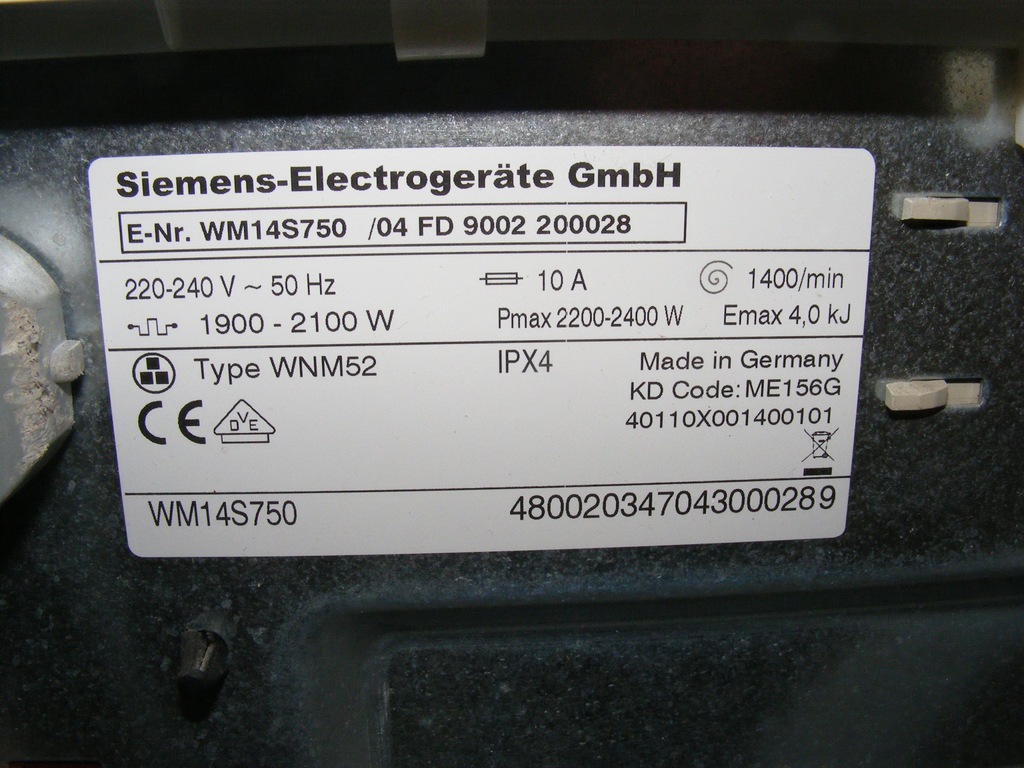 Siemens-Electrogeräte GmbH
E-Nr. WM14S750 /04 FD 9002 200028
220-240 V ~ 50 Hz 10 A 1400/min
1900 - 2100 W Pmax 2200-2400 W Emax 4,0 kJ
Type WNM52 IPX4 Made in Germany
KD Code: ME156G
CE DVE 40110X001400101
WM14S750 480020347043000289